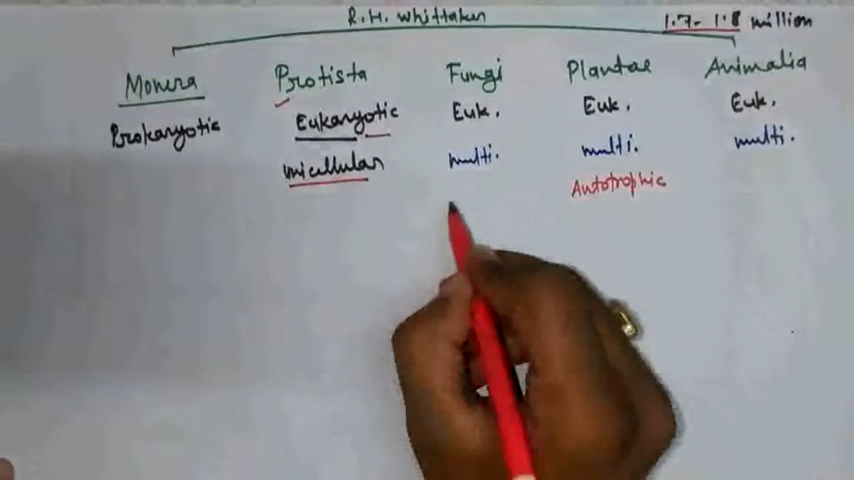 R.H. Whittaker 1.7-1.8 million
Monera Protista Fungi Plantae Animalia
Prokaryotic Eukaryotic Euk. Euk. Euk.
Unicellular multi. multi. multi.
Autotrophic